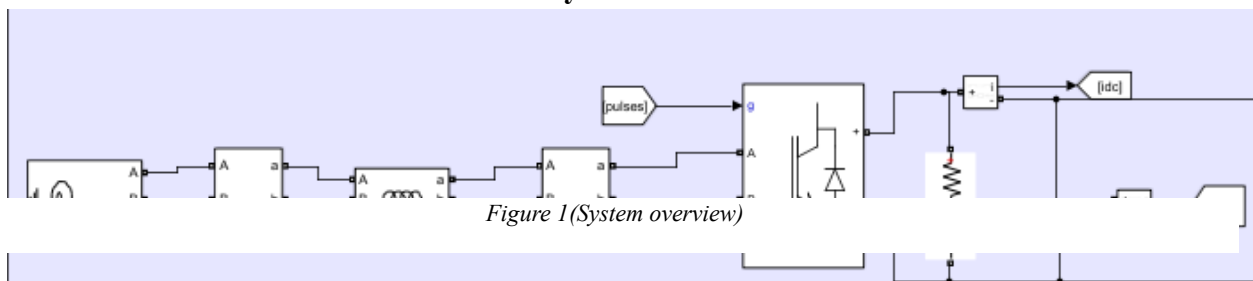 [pulses]
g
+
i
-
[idc]
A
A
a
A
a
A
a
A
+
Figure 1(System overview)